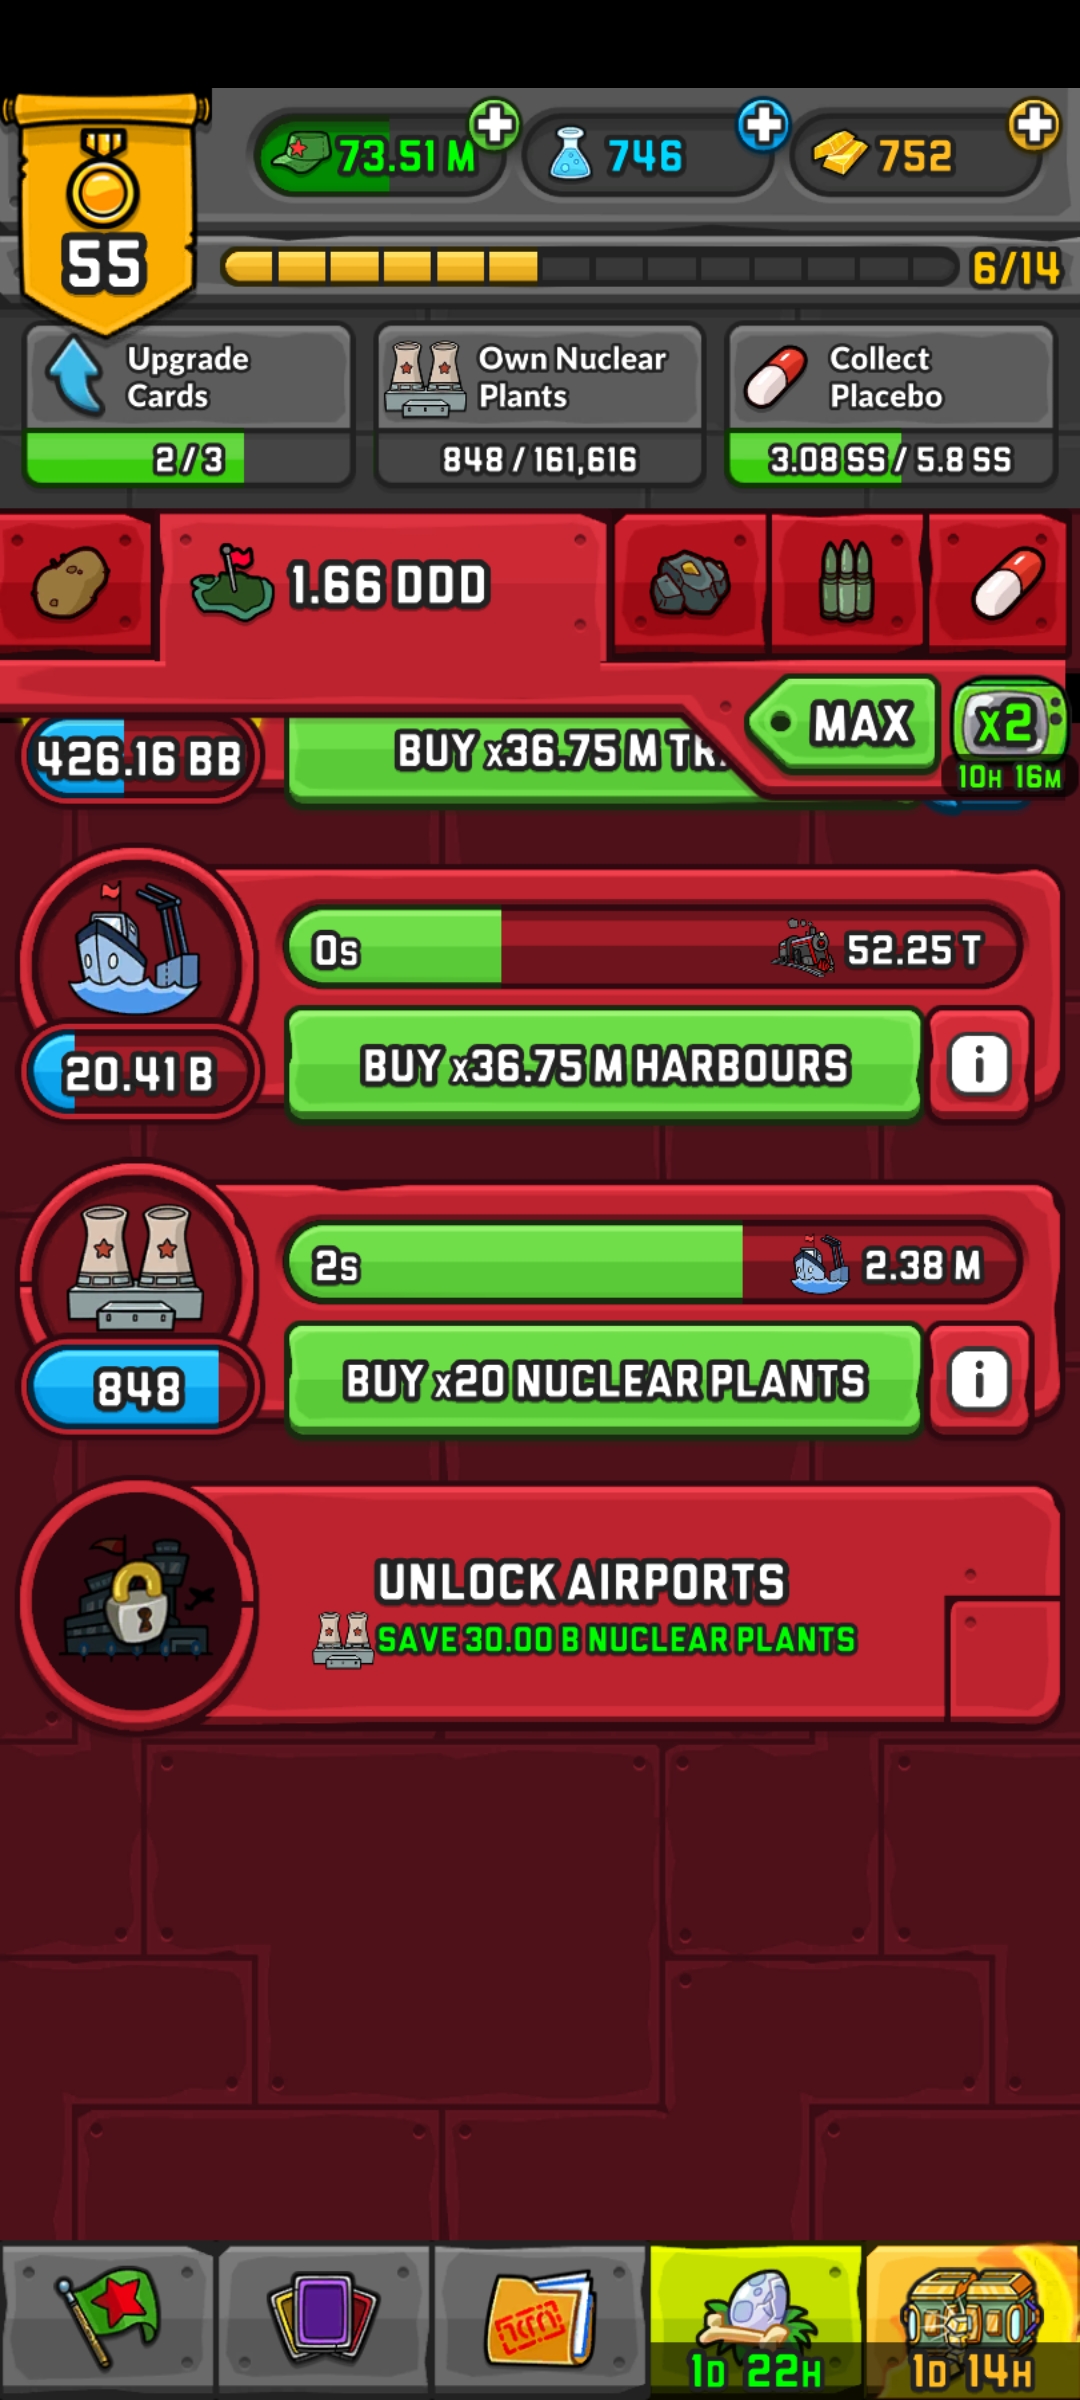 73.51 M
746
752
55
6/14
Upgrade
Cards
2/3
Own Nuclear
Plants
848 / 161,616
Collect
Placebo
3.08 SS / 5.8 SS
1.66 DDD
MAX
x2
10H 16M
426.16 BB
BUY x36.75 M
0s
52.25 T
20.41 B
BUY x36.75 M HARBOURS
i
2s
2.38 M
848
BUY x20 NUCLEAR PLANTS
i
UNLOCK AIRPORTS
SAVE 30.00 B NUCLEAR PLANTS
1D 22H
1D 14H